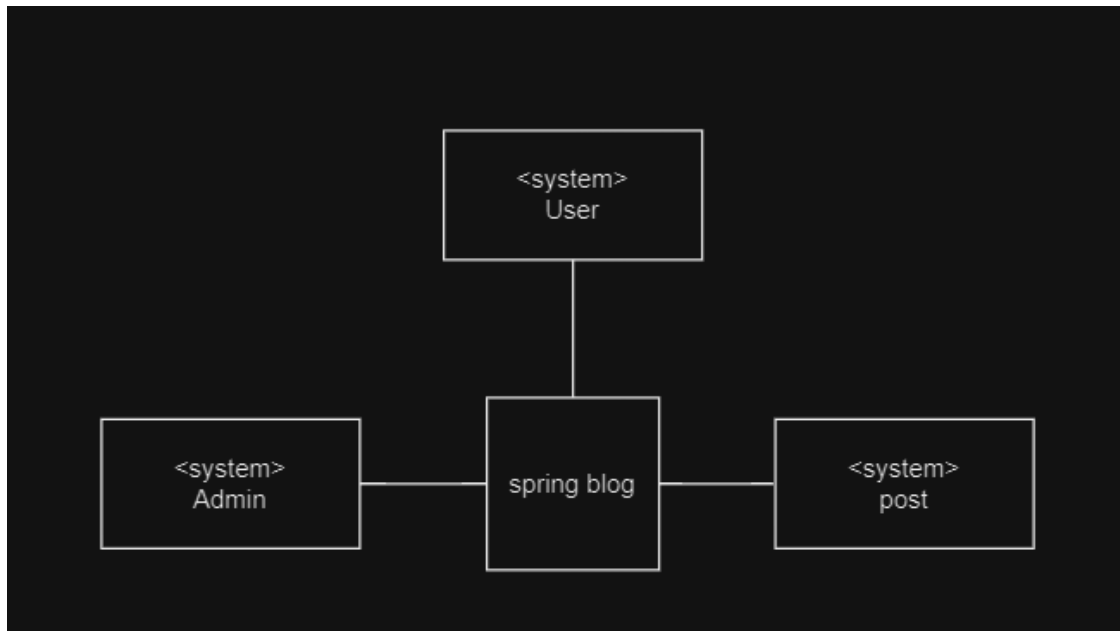 <system>
User
<system>
Admin
spring blog
<system>
post